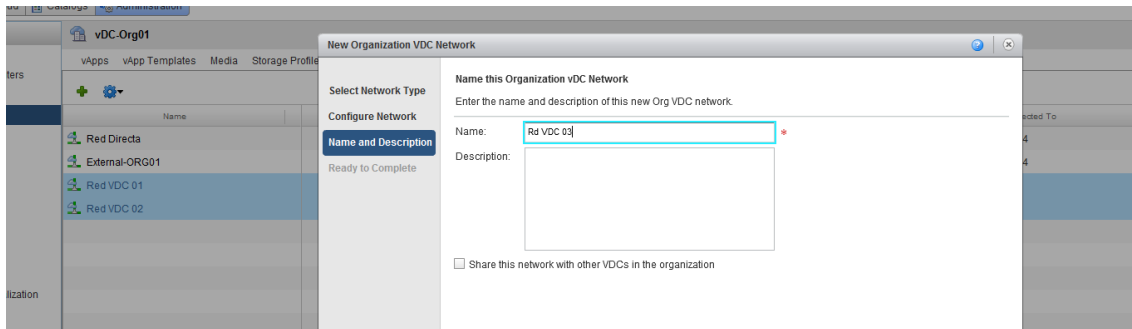 Catalogs Administration
vDC-Org01
vApps vApp Templates Media Storage Profile
Name
Red Directa
External-ORG01
Red VDC 01
Red VDC 02
New Organization VDC Network
Select Network Type
Configure Network
Name and Description
Ready to Complete
Name this Organization vDC Network
Enter the name and description of this new Org VDC network.
Name: Rd VDC 03 *
Description:
Share this network with other VDCs in the organization
ters
lization
ected To
4
4